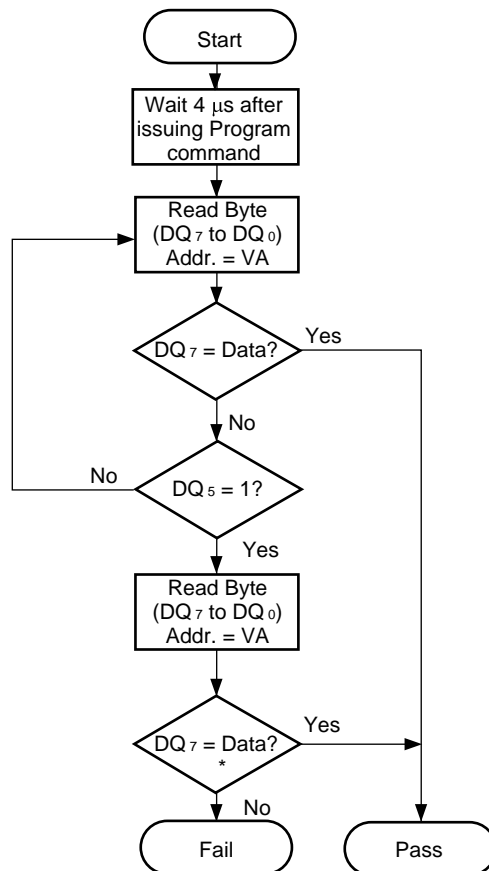 Start
Wait 4 μs after
issuing Program
command
Read Byte
(DQ7 to DQ0)
Addr. = VA
DQ7 = Data?
Yes
No
No
DQ5 = 1?
Yes
Read Byte
(DQ7 to DQ0)
Addr. = VA
Yes
DQ7 = Data?
*
No
Fail
Pass